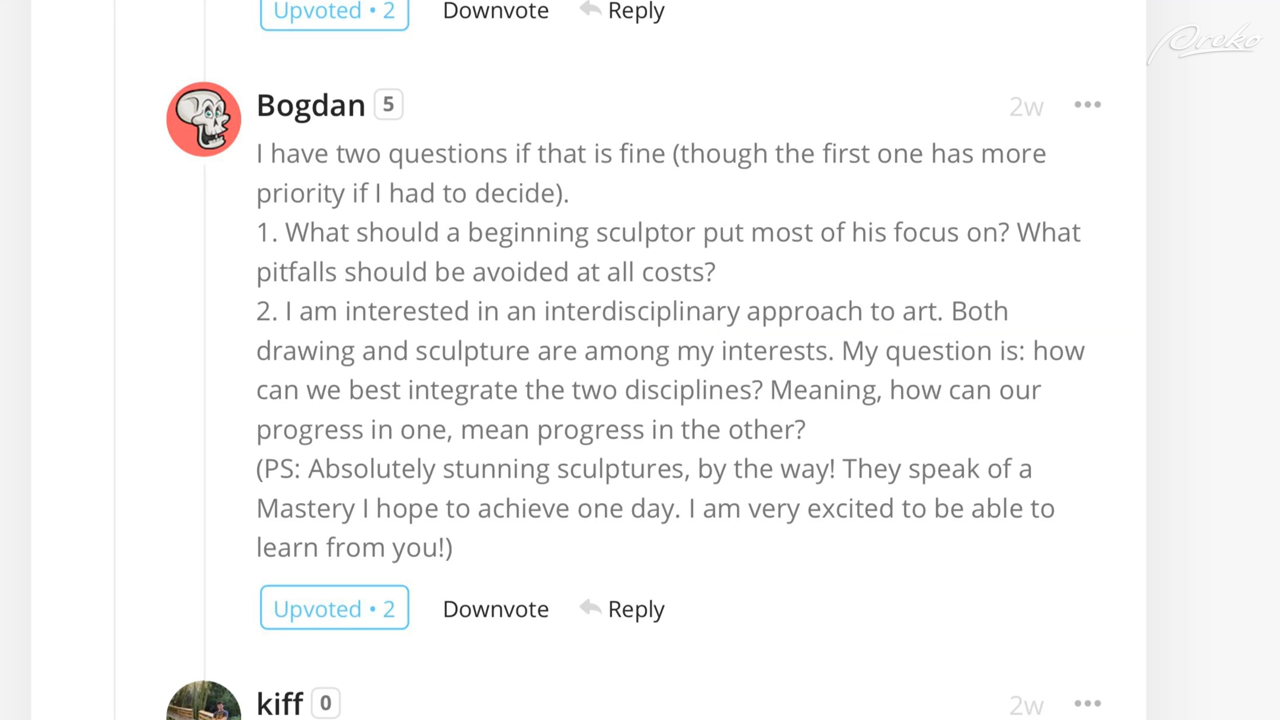 Upvoted • 2 Downvote Reply
Proko
Bogdan 5 2w •••
I have two questions if that is fine (though the first one has more
priority if I had to decide).
1. What should a beginning sculptor put most of his focus on? What
pitfalls should be avoided at all costs?
2. I am interested in an interdisciplinary approach to art. Both
drawing and sculpture are among my interests. My question is: how
can we best integrate the two disciplines? Meaning, how can our
progress in one, mean progress in the other?
(PS: Absolutely stunning sculptures, by the way! They speak of a
Mastery I hope to achieve one day. I am very excited to be able to
learn from you!)
Upvoted • 2 Downvote Reply
kiff 0 2w •••